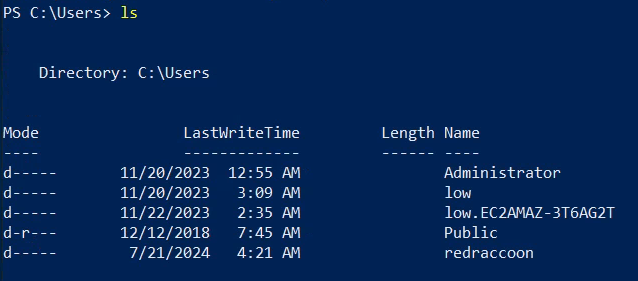 PS C:\Users> ls
Directory: C:\Users
Mode LastWriteTime Length Name
---- ------------- ------ ----
d----- 11/20/2023 12:55 AM Administrator
d----- 11/20/2023 3:09 AM low
d----- 11/22/2023 2:35 AM low.EC2AMAZ-3T6AG2T
d-r--- 12/12/2018 7:45 AM Public
d----- 7/21/2024 4:21 AM redraccoon